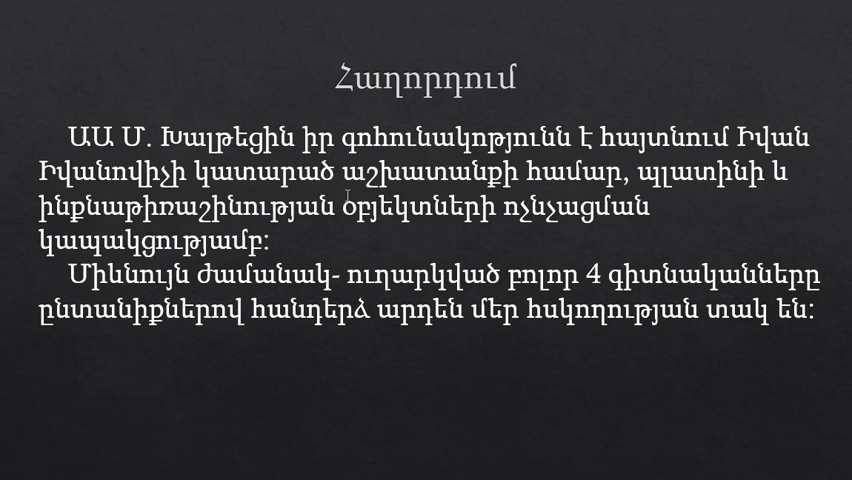 Հաղորդում
ԱԱ Մ. Խալթեցին իր գոհունակոթյունն է հայտնում Իվան
Իվանովիչի կատարած աշխատանքի համար, պլատինի և
ինքնաթիռաշինության օբյեկտների ոչնչացման
կապակցությամբ:
Միևնույն ժամանակ- ուղարկված բոլոր 4 գիտնականները
ընտանիքներով հանդերձ արդեն մեր հսկողության տակ են: